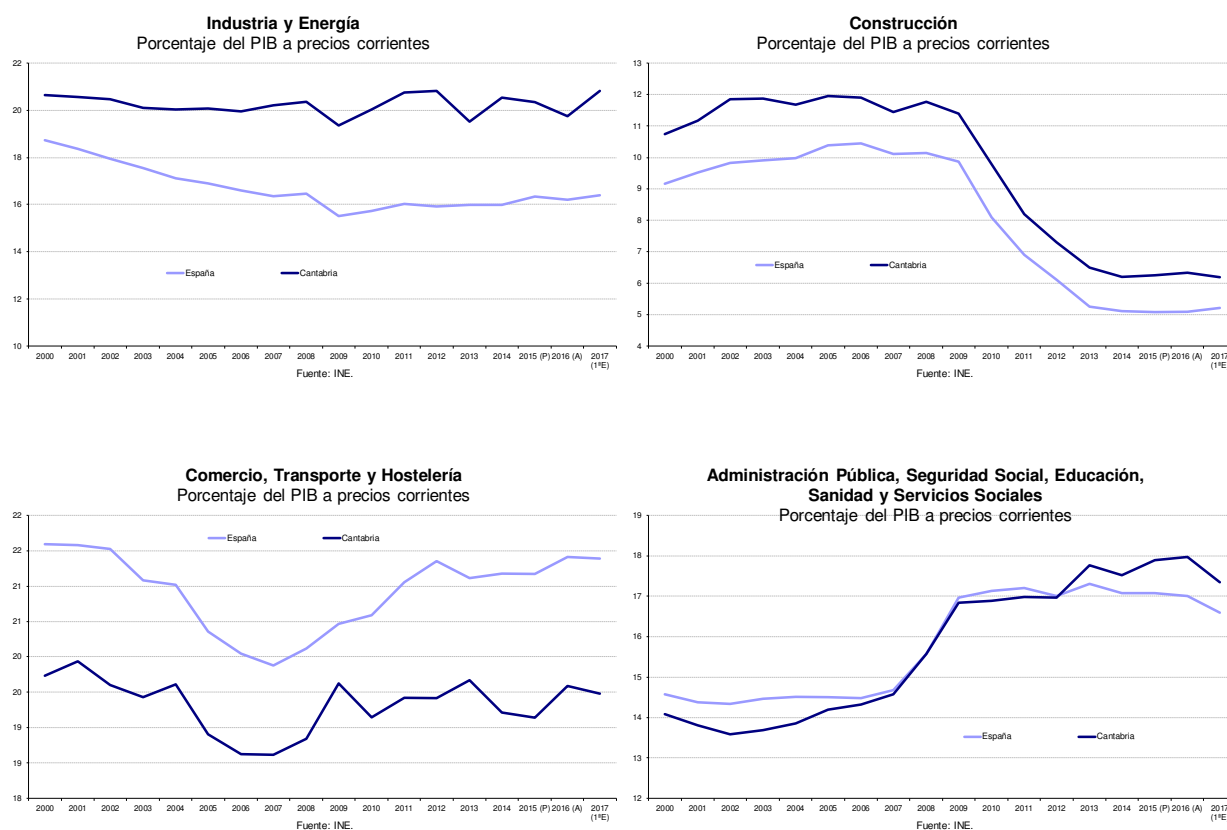 Industria y Energía
Porcentaje del PIB a precios corrientes
22
20
18
16
14
12
10
España
Cantabria
2000 2001 2002 2003 2004 2005 2006 2007 2008 2009 2010 2011 2012 2013 2014 2015 (P) 2016 (A) 2017
(1ªE)
Fuente: INE.
Construcción
Porcentaje del PIB a precios corrientes
13
12
11
10
9
8
7
6
5
4
España
Cantabria
2000 2001 2002 2003 2004 2005 2006 2007 2008 2009 2010 2011 2012 2013 2014 2015 (P) 2016 (A) 2017
(1ªE)
Fuente: INE.
Comercio, Transporte y Hostelería
Porcentaje del PIB a precios corrientes
22
22
21
21
20
20
19
19
18
España
Cantabria
2000 2001 2002 2003 2004 2005 2006 2007 2008 2009 2010 2011 2012 2013 2014 2015 (P) 2016 (A) 2017
(1ªE)
Fuente: INE.
Administración Pública, Seguridad Social, Educación,
Sanidad y Servicios Sociales
Porcentaje del PIB a precios corrientes
19
18
17
16
15
14
13
12
España
Cantabria
2000 2001 2002 2003 2004 2005 2006 2007 2008 2009 2010 2011 2012 2013 2014 2015 (P) 2016 (A) 2017
(1ªE)
Fuente: INE.